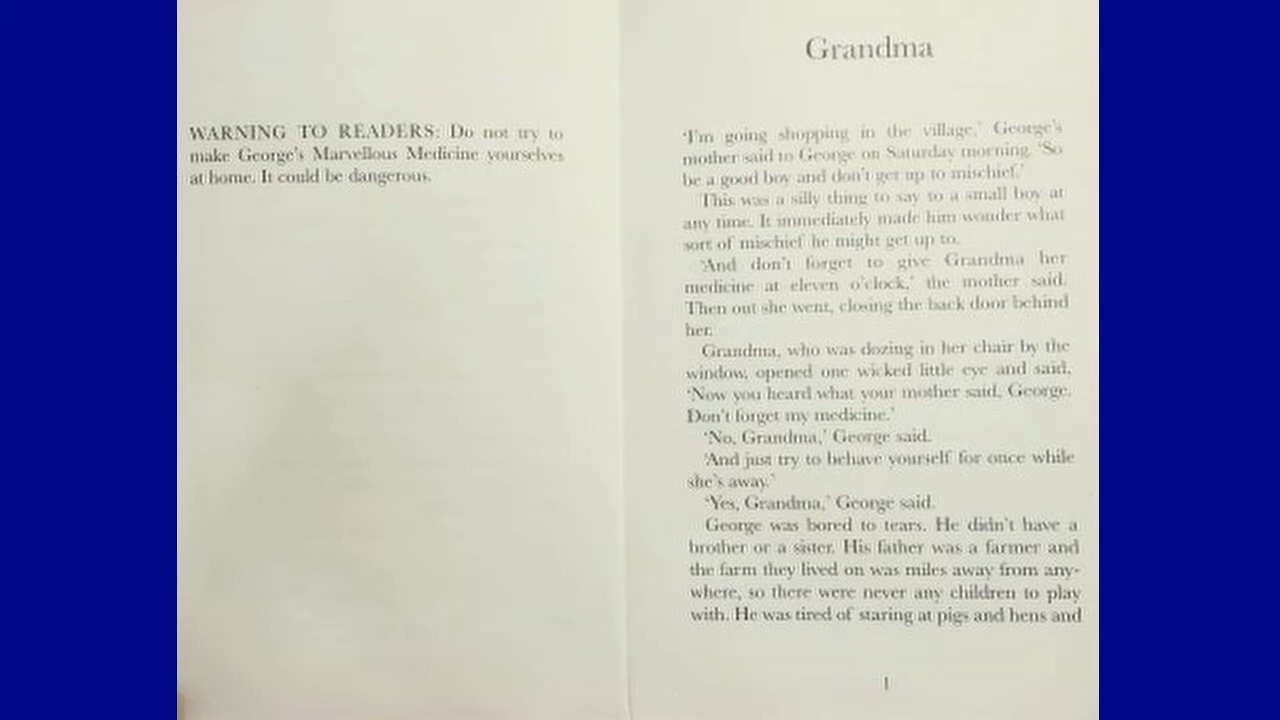 WARNING TO READERS: Do not try to
make George's Marvellous Medicine yourselves
at home. It could be dangerous.
Grandma
'I'm going shopping in the village,' George's
mother said to George on Saturday morning. 'So
be a good boy and don't get up to mischief.'
This was a silly thing to say to a small boy at
any time. It immediately made him wonder what
sort of mischief he might get up to.
'And don't forget to give Grandma her
medicine at eleven o'clock,' the mother said.
Then out she went, closing the back door behind
her.
Grandma, who was dozing in her chair by the
window, opened one wicked little eye and said,
'Now you heard what your mother said, George.
Don't forget my medicine.'
'No, Grandma,' George said.
'And just try to behave yourself for once while
she's away.'
'Yes, Grandma,' George said.
George was bored to tears. He didn't have a
brother or a sister. His father was a farmer and
the farm they lived on was miles away from any-
where, so there were never any children to play
with. He was tired of staring at pigs and hens and
1